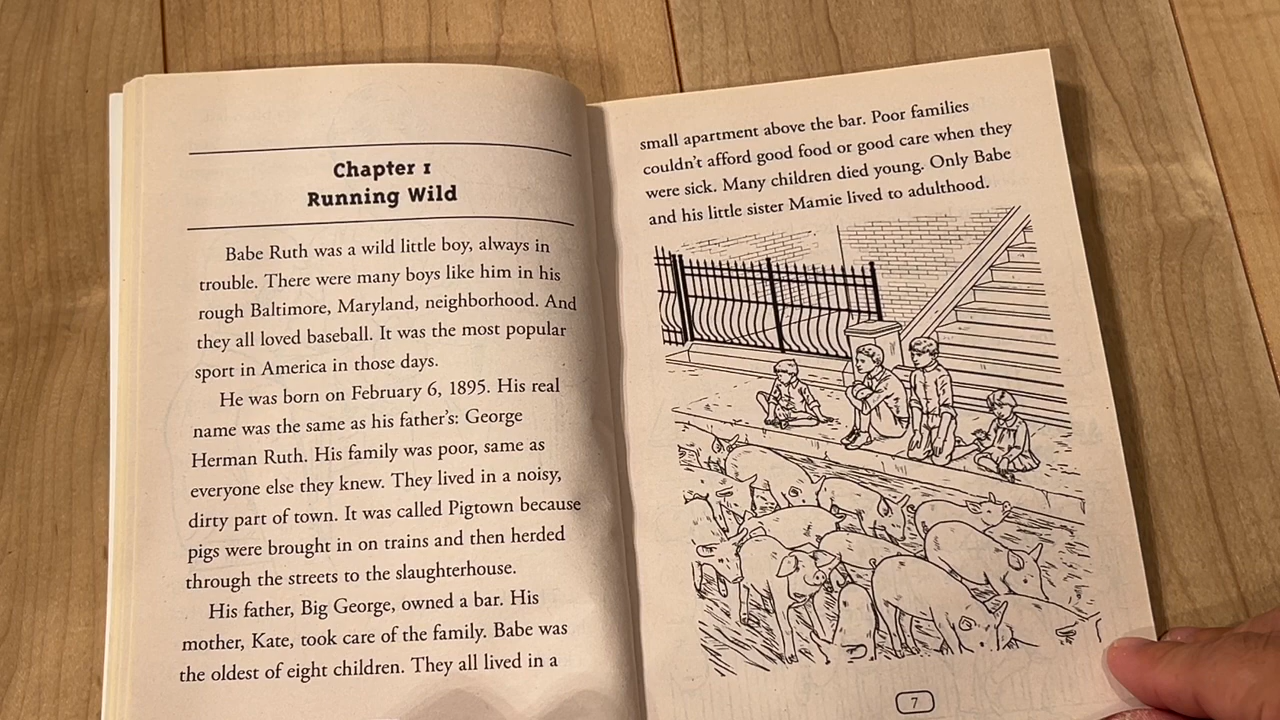 Chapter 1
Running Wild
Babe Ruth was a wild little boy, always in
trouble. There were many boys like him in his
rough Baltimore, Maryland, neighborhood. And
they all loved baseball. It was the most popular
sport in America in those days.
He was born on February 6, 1895. His real
name was the same as his father's: George
Herman Ruth. His family was poor, same as
everyone else they knew. They lived in a noisy,
dirty part of town. It was called Pigtown because
pigs were brought in on trains and then herded
through the streets to the slaughterhouse.
His father, Big George, owned a bar. His
mother, Kate, took care of the family. Babe was
the oldest of eight children. They all lived in a
small apartment above the bar. Poor families
couldn't afford good food or good care when they
were sick. Many children died young. Only Babe
and his little sister Mamie lived to adulthood.
7